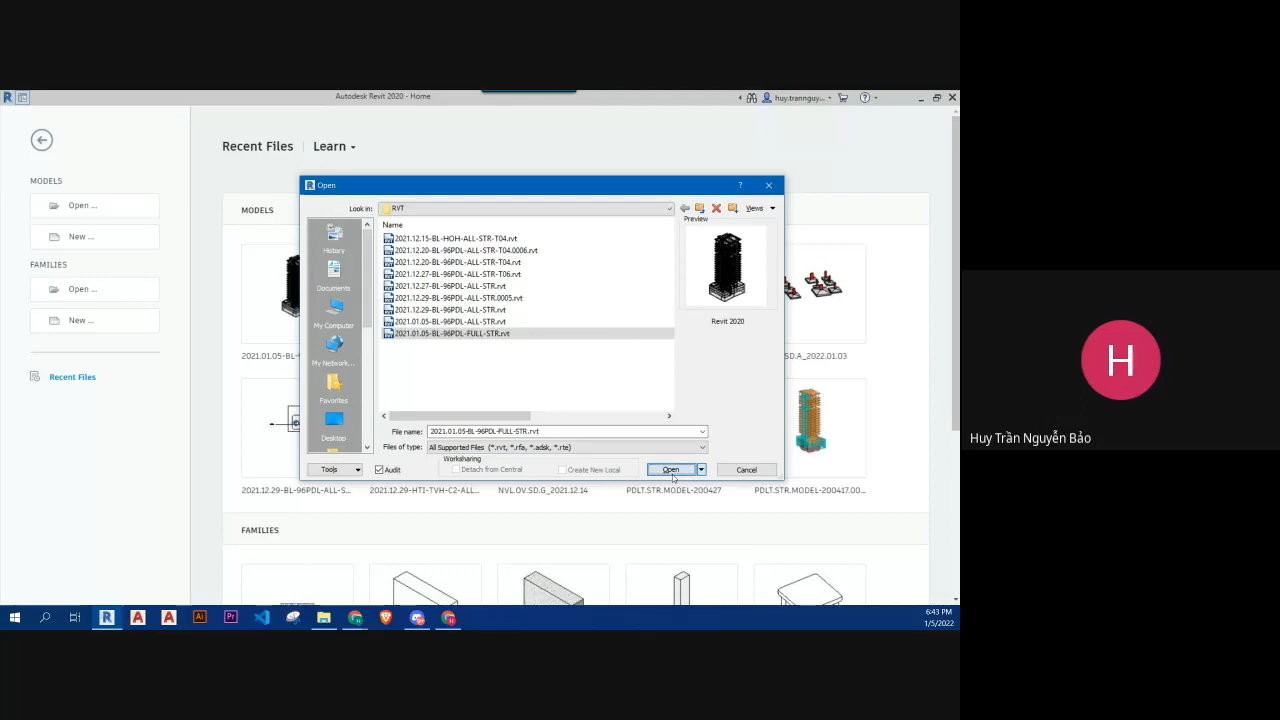 Autodesk Revit 2020 - Home
huy.tranngu...
Recent Files
Learn
MODELS
Open ...
New ...
FAMILIES
Open ...
New ...
Recent Files
MODELS
Open
Look in:
RVT
Views
Name
Preview
2021.12.15-BL-HOH-ALL-STR-T04.rvt
2021.12.20-BL-96PDL-ALL-STR-T04.0006.rvt
2021.12.20-BL-96PDL-ALL-STR-T04.rvt
2021.12.27-BL-96PDL-ALL-STR-T06.rvt
2021.12.27-BL-96PDL-ALL-STR.rvt
2021.12.29-BL-96PDL-ALL-STR.0005.rvt
2021.12.29-BL-96PDL-ALL-STR.rvt
2021.01.05-BL-96PDL-ALL-STR.rvt
2021.01.05-BL-96PDL-FULL-STR.rvt
History
Documents
My Computer
My Network...
Favorites
Desktop
Revit 2020
File name:
2021.01.05-BL-96PDL-FULL-STR.rvt
Files of type:
All Supported Files (*.rvt, *.rfa, *.adsk, *.rte)
Worksharing
Tools
Audit
Detach from Central
Create New Local
Open
Cancel
2021.01.05-BL-
SD.A_2022.01.03
2021.12.29-BL-96PDL-ALL-S...
2021.12.29-HTI-TVH-C2-ALL...
NVL.OV.SD.G_2021.12.14
PDLT.STR.MODEL-200427
PDLT.STR.MODEL-200417.00...
FAMILIES
6:43 PM
1/5/2022
H
Huy Trần Nguyễn Bảo